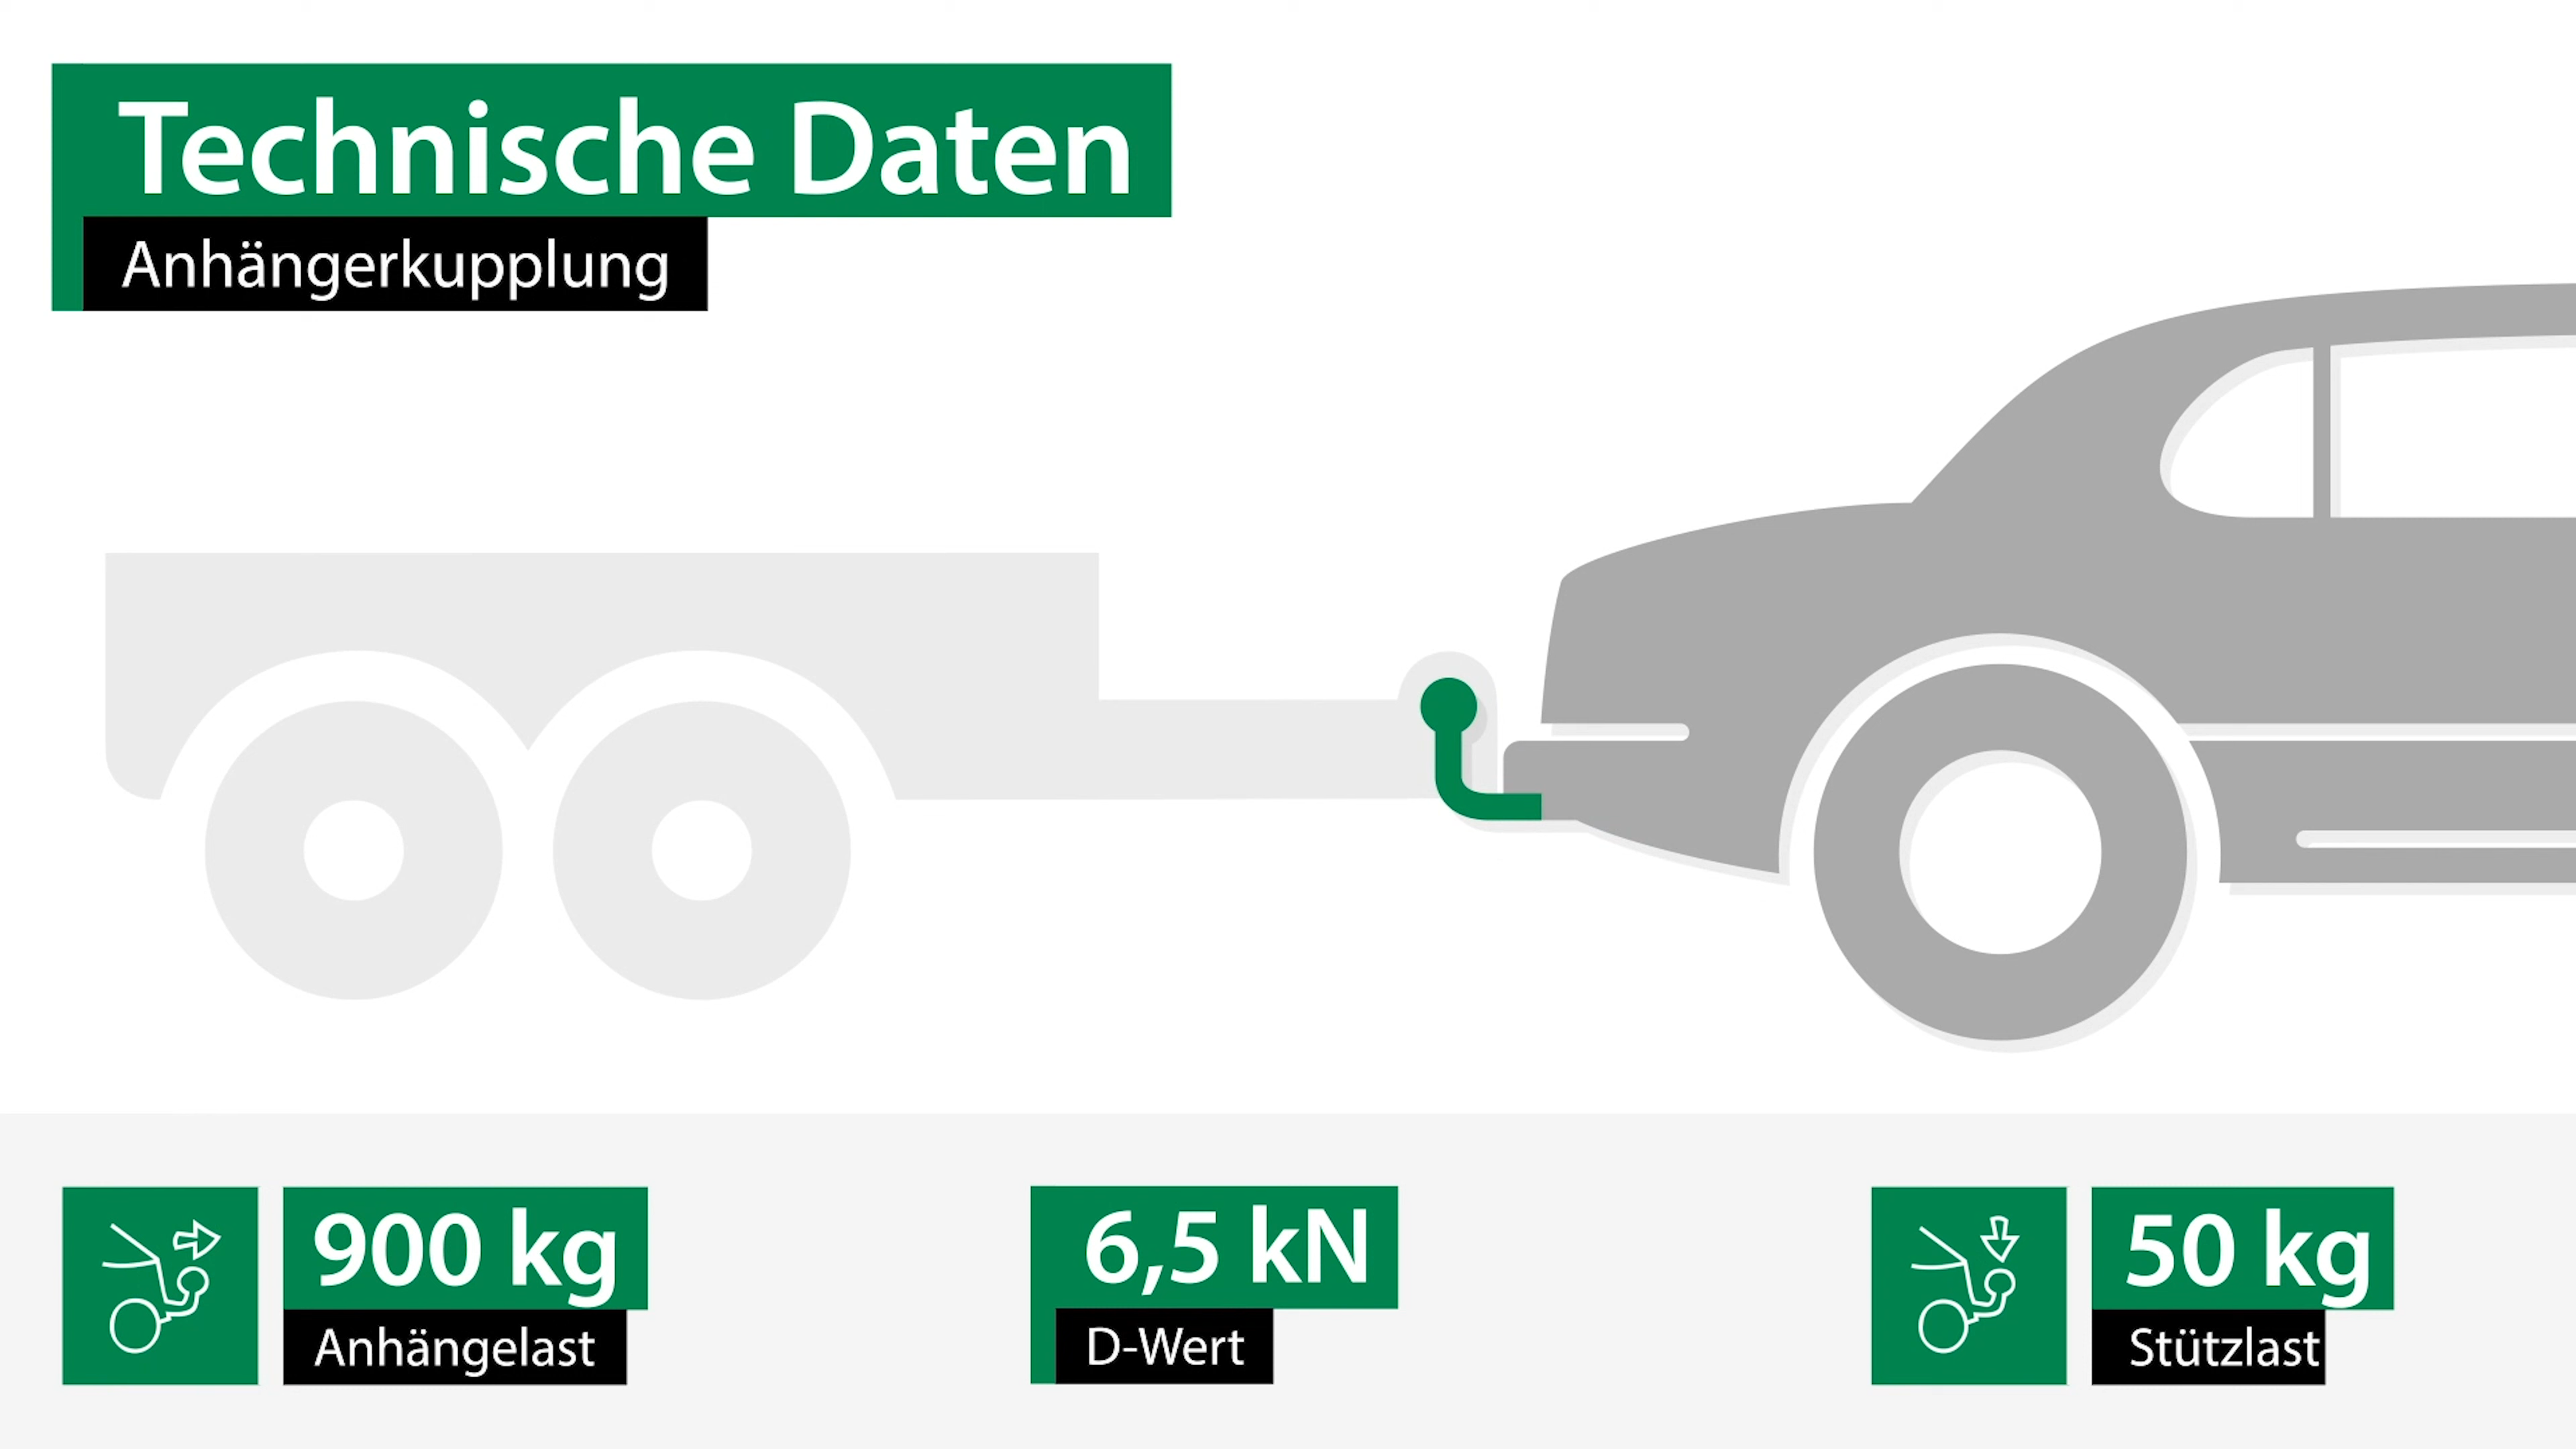 Technische Daten
Anhängerkupplung
900 kg
Anhängelast
6,5 kN
D-Wert
50 kg
Stützlast